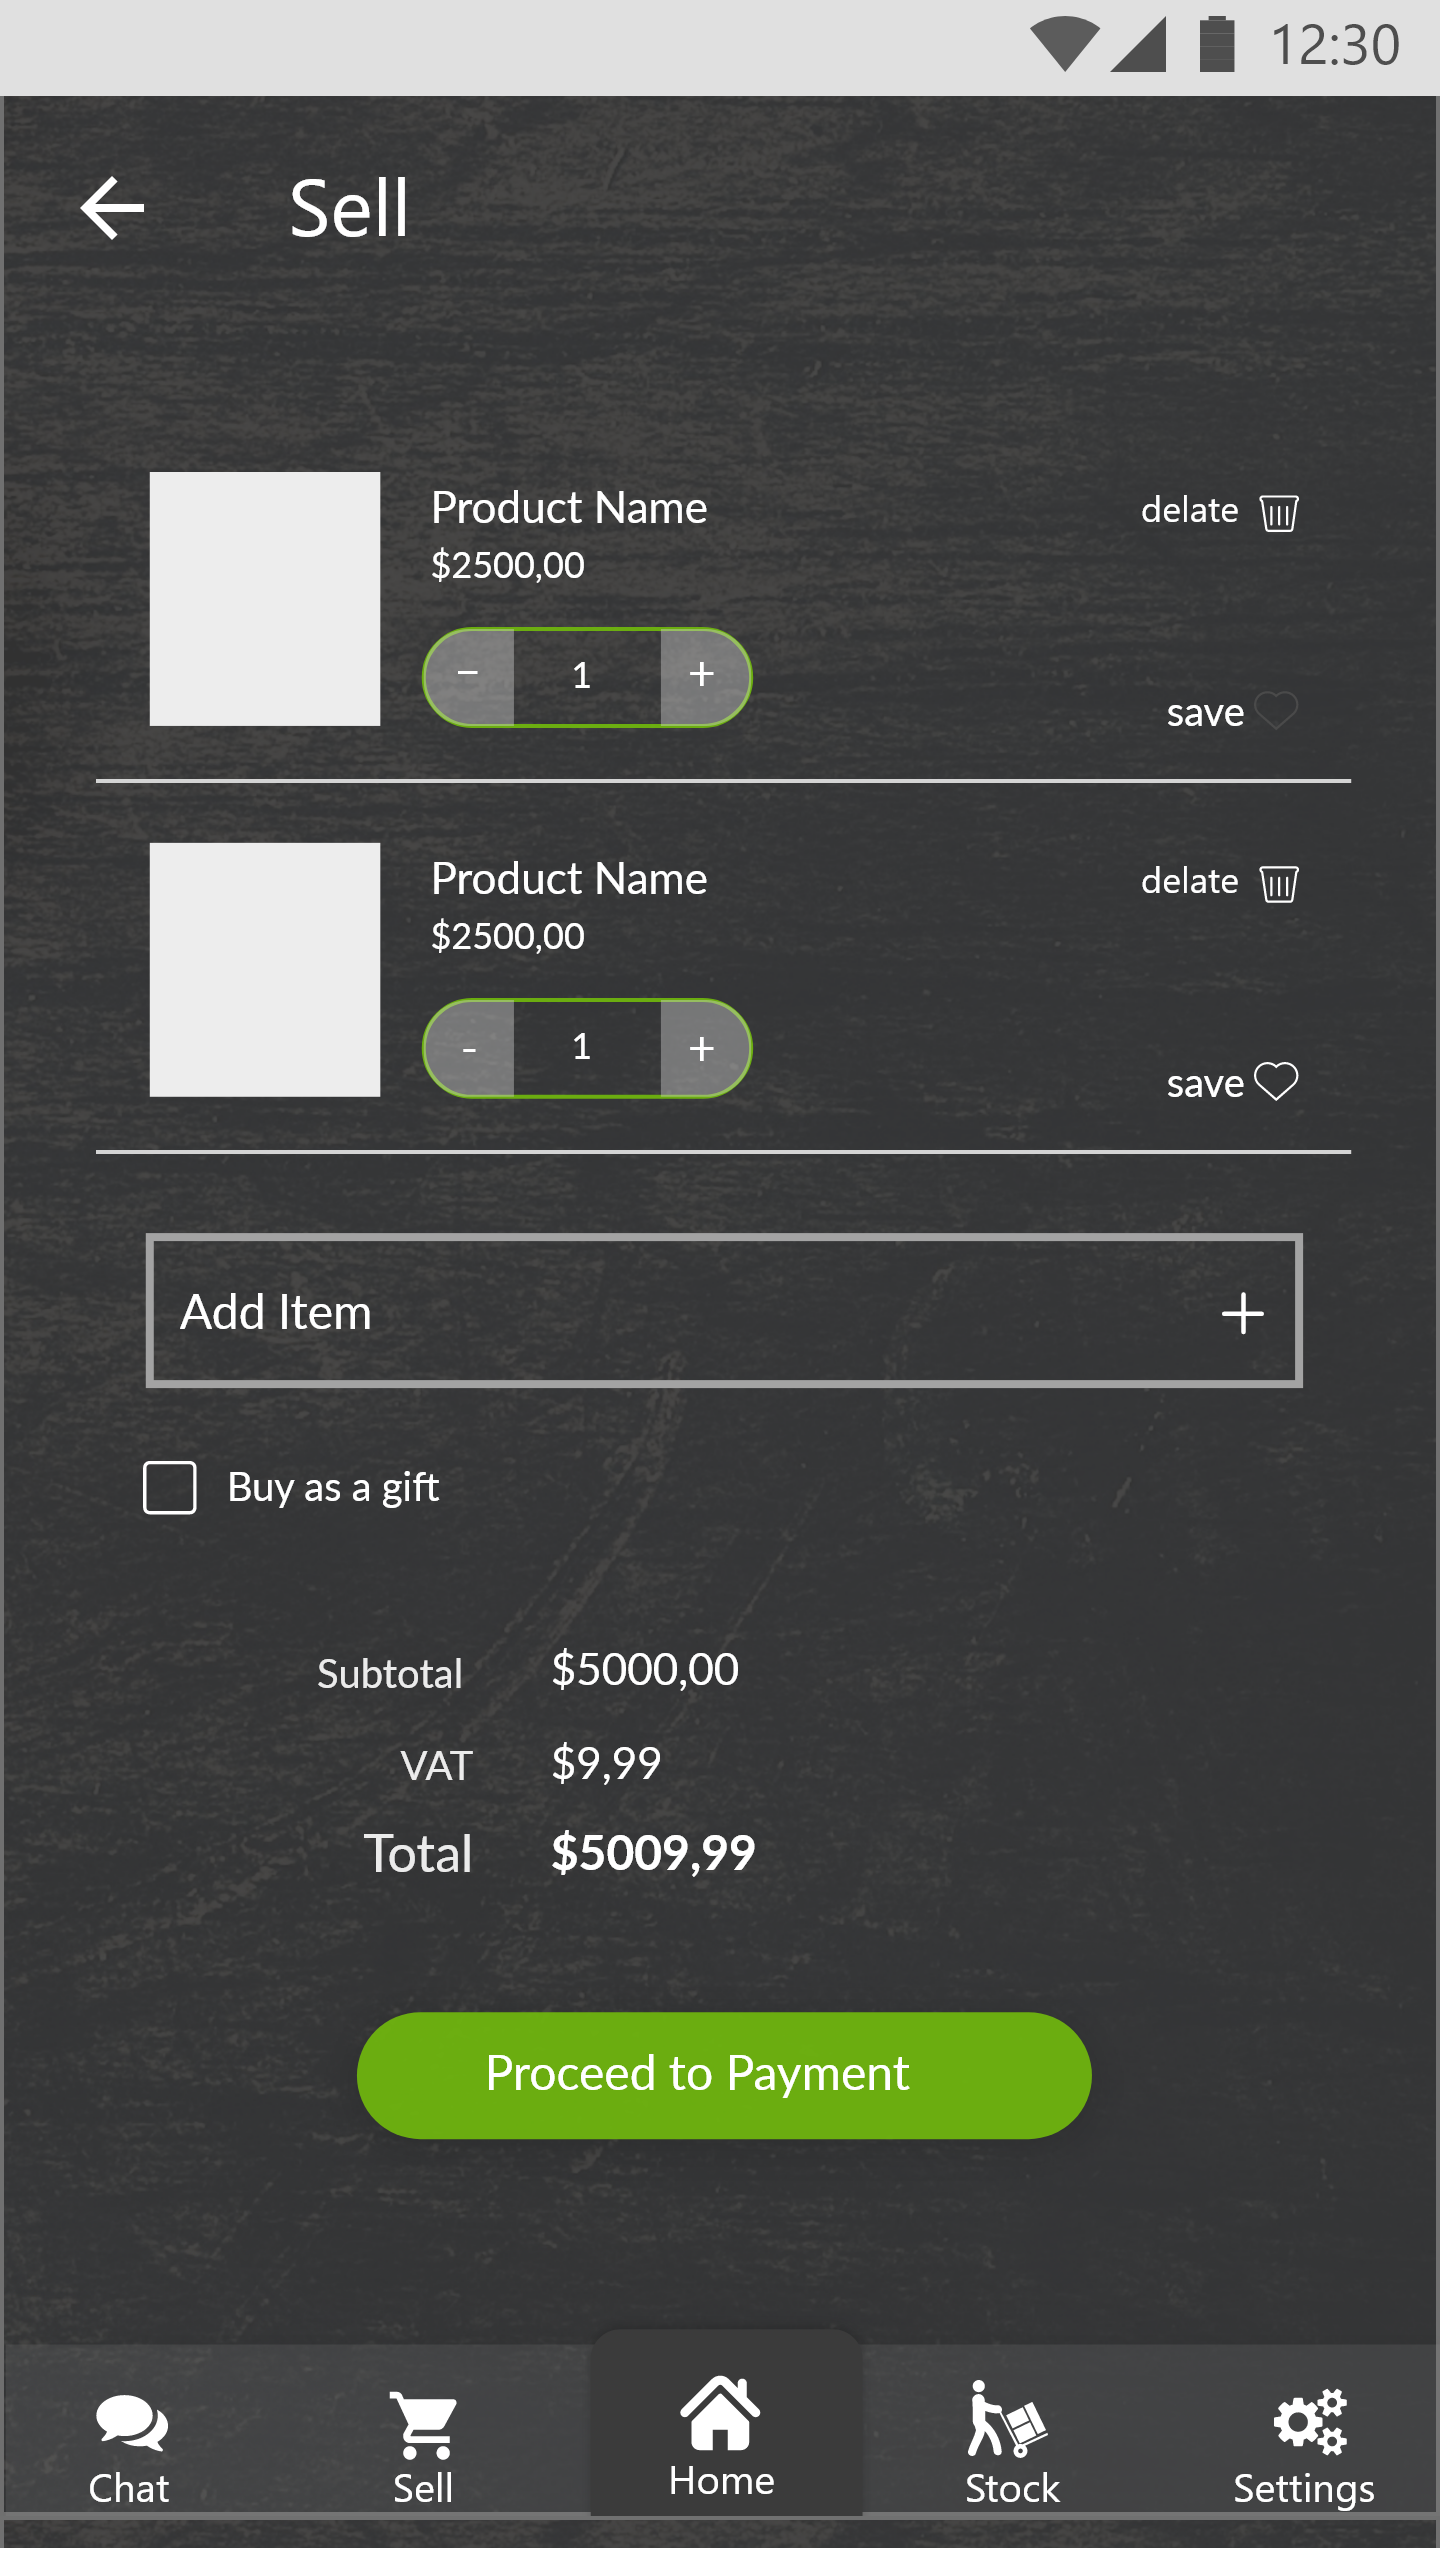 12:30
Sell
Product Name
delate
$2500,00
− 1 +
save
Product Name
delate
$2500,00
- 1 +
save
Add Item +
Buy as a gift
Subtotal $5000,00
VAT $9,99
Total $5009,99
Proceed to Payment
Chat Sell Home Stock Settings